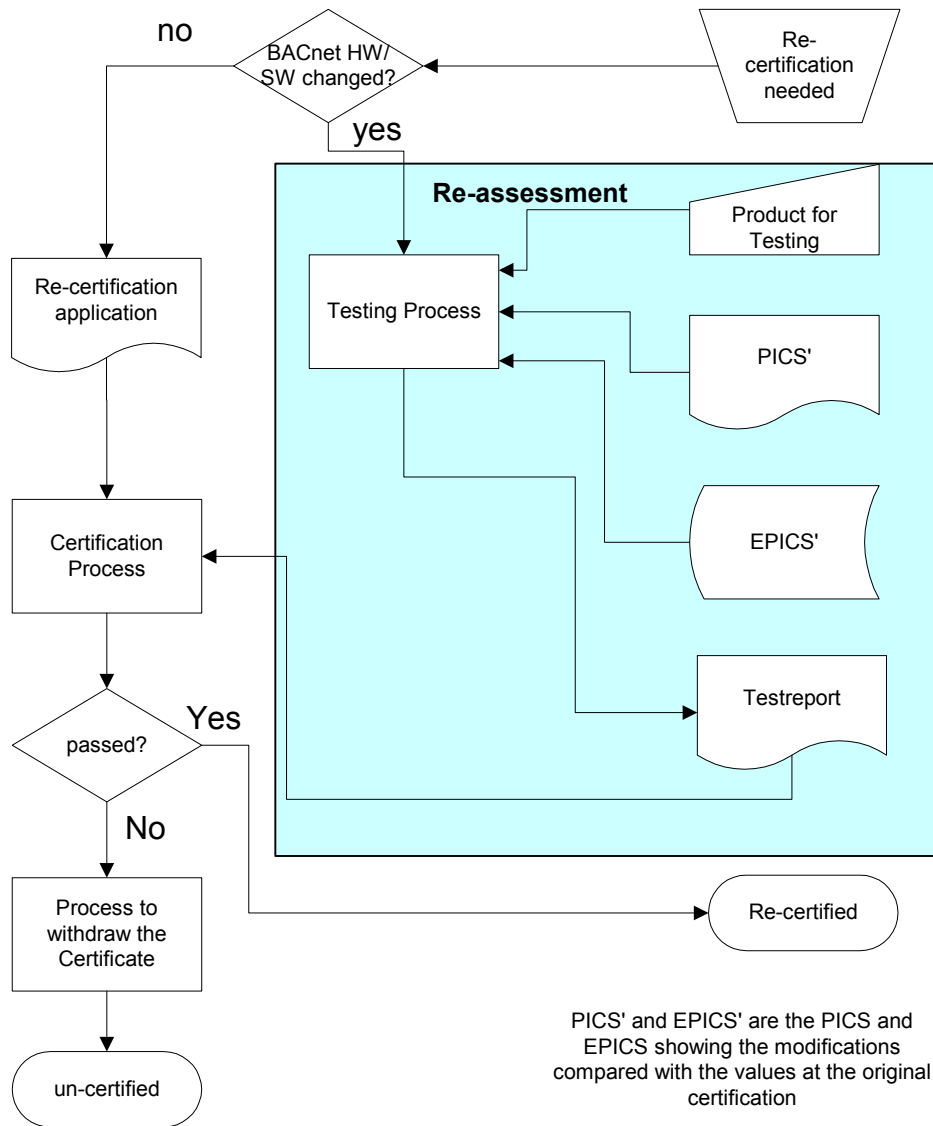 no
BACnet HW/
SW changed?
Re-
certification
needed
yes
Re-assessment
Product for
Testing
Re-certification
application
Testing Process
PICS'
Certification
Process
EPICS'
Testreport
Yes
passed?
No
Process to
withdraw the
Certificate
Re-certified
PICS' and EPICS' are the PICS and
EPICS showing the modifications
compared with the values at the original
certification
un-certified